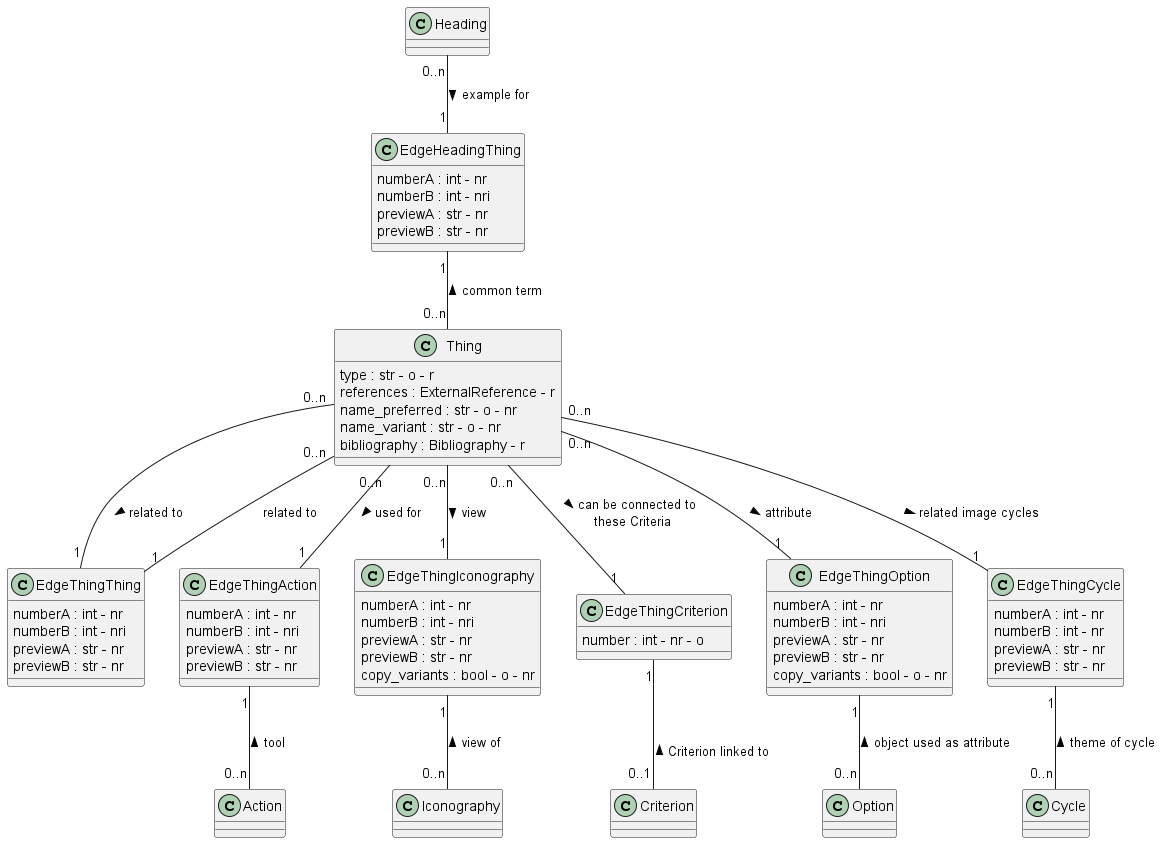 C Heading
0..n
example for
1
C EdgeHeadingThing
numberA : int - nr
numberB : int - nri
previewA : str - nr
previewB : str - nr
1
common term
0..n
C Thing
type : str - o - r
references : ExternalReference - r
name_preferred : str - o - nr
name_variant : str - o - nr
bibliography : Bibliography - r
0..n
0..n
0..n
0..n
0..n
0..n
0..n
0..n
related to
related to
used for
view
can be connected to
these Criteria
attribute
related image cycles
1
1
1
1
1
1
1
C EdgeThingThing
numberA : int - nr
numberB : int - nri
previewA : str - nr
previewB : str - nr
C EdgeThingAction
numberA : int - nr
numberB : int - nri
previewA : str - nr
previewB : str - nr
C EdgeThingIconography
numberA : int - nr
numberB : int - nri
previewA : str - nr
previewB : str - nr
copy_variants : bool - o - nr
C EdgeThingCriterion
number : int - nr - o
C EdgeThingOption
numberA : int - nr
numberB : int - nri
previewA : str - nr
previewB : str - nr
copy_variants : bool - o - nr
C EdgeThingCycle
numberA : int - nr
numberB : int - nr
previewA : str - nr
previewB : str - nr
1
1
1
1
1
tool
view of
Criterion linked to
object used as attribute
theme of cycle
0..n
0..n
0..1
0..n
0..n
C Action
C Iconography
C Criterion
C Option
C Cycle